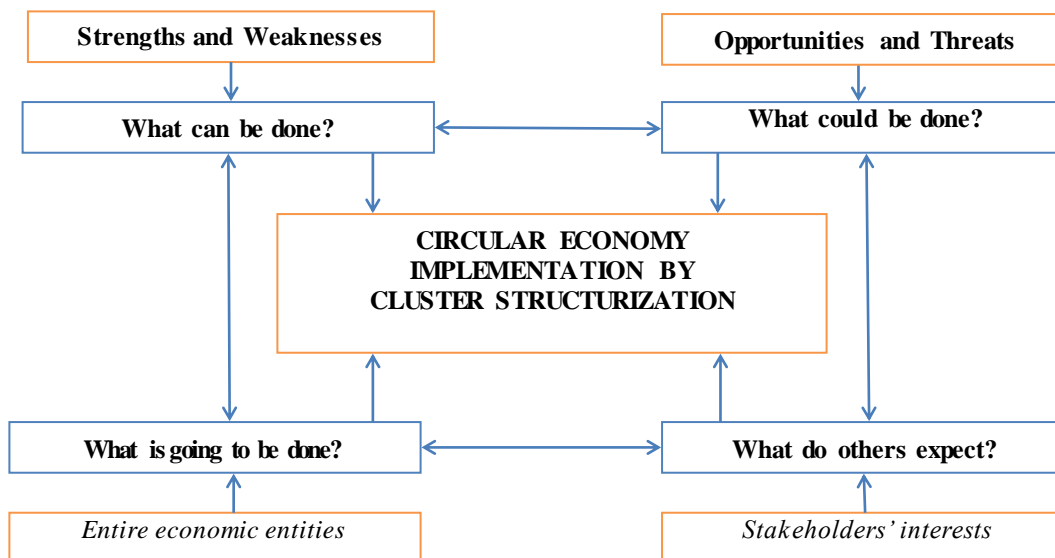 Strengths and Weaknesses
Opportunities and Threats
What can be done?
What could be done?
CIRCULAR ECONOMY
IMPLEMENTATION BY
CLUSTER STRUCTURIZATION
What is going to be done?
What do others expect?
Entire economic entities
Stakeholders’ interests